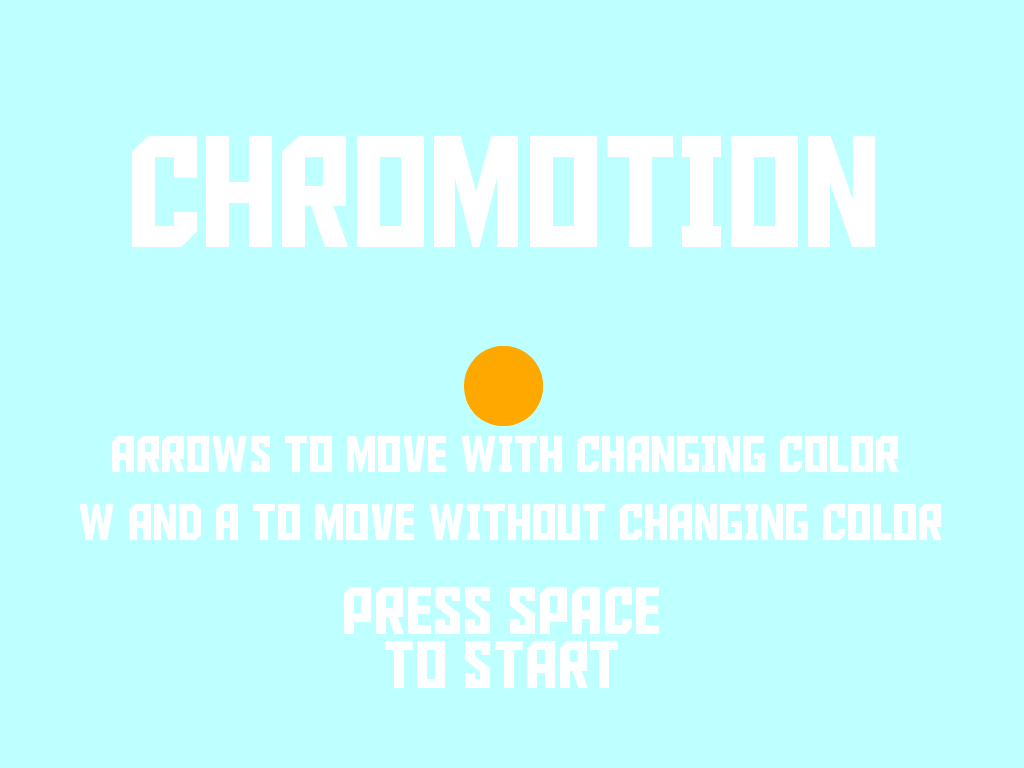 CHROMOTION
ARROWS TO MOVE WITH CHANGING COLOR
W AND A TO MOVE WITHOUT CHANGING COLOR
PRESS SPACE
TO START